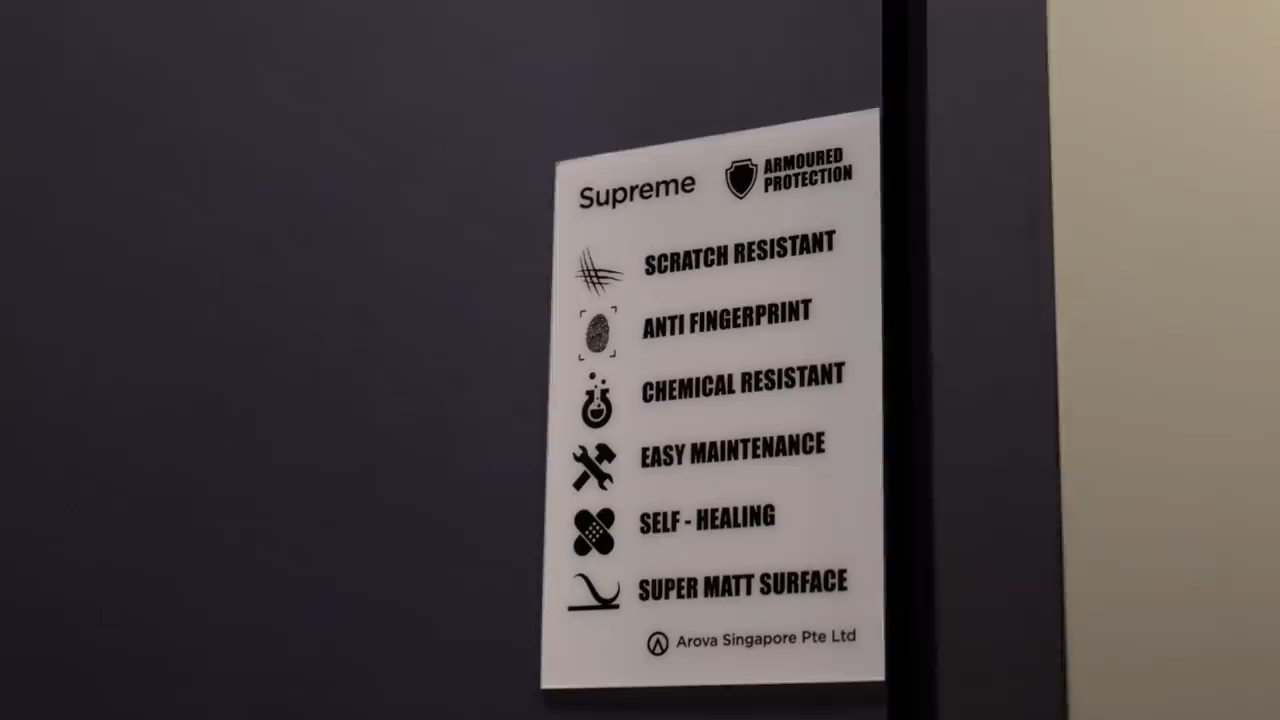 Supreme
ARMOURED
PROTECTION
SCRATCH RESISTANT
ANTI FINGERPRINT
CHEMICAL RESISTANT
EASY MAINTENANCE
SELF - HEALING
SUPER MATT SURFACE
Arova Singapore Pte Ltd